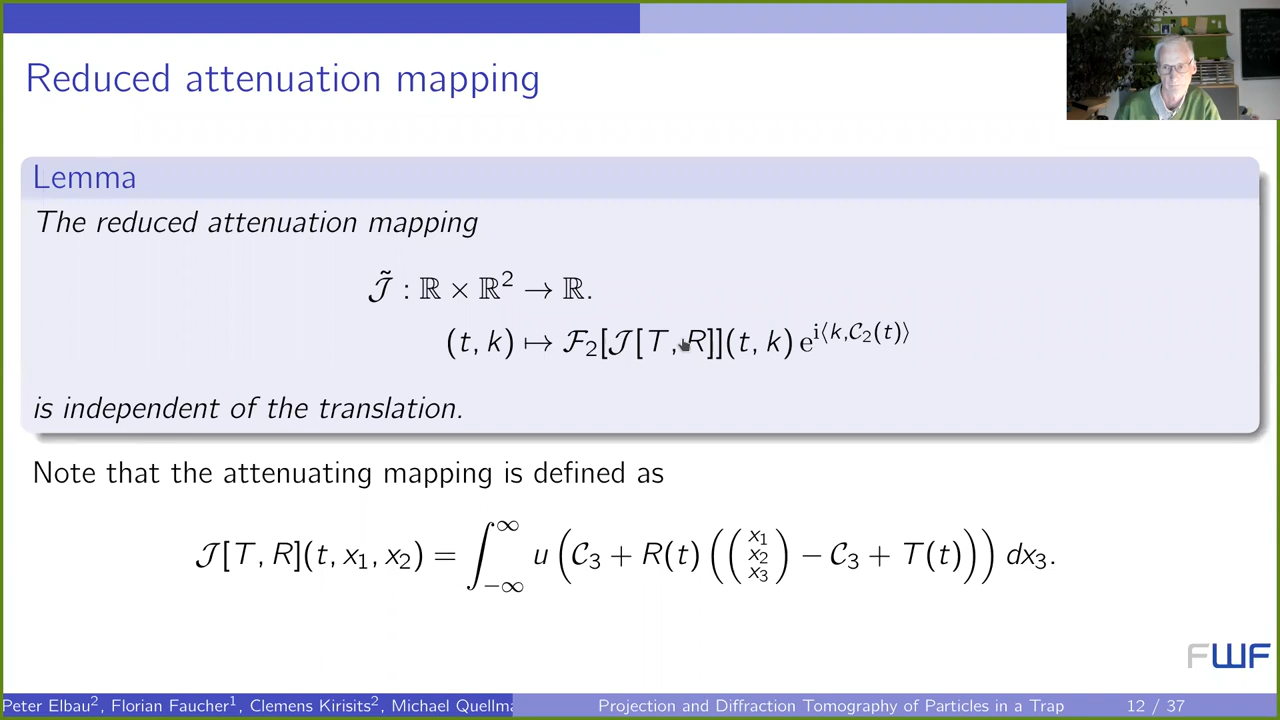 Reduced attenuation mapping
Lemma
The reduced attenuation mapping
𝒥̃ : ℝ × ℝ² → ℝ.
(t, k) ↦ ℱ₂[𝒥[T, R]](t, k) e^{i⟨k,𝒞₂(t)⟩}
is independent of the translation.
Note that the attenuating mapping is defined as
𝒥[T, R](t, x₁, x₂) = ∫_{−∞}^{∞} u (𝒞₃ + R(t) ((x₁ x₂ x₃) − 𝒞₃ + T(t))) dx₃.
FWF
Peter Elbau², Florian Faucher¹, Clemens Kirisits², Michael Quellm Projection and Diffraction Tomography of Particles in a Trap 12 / 37